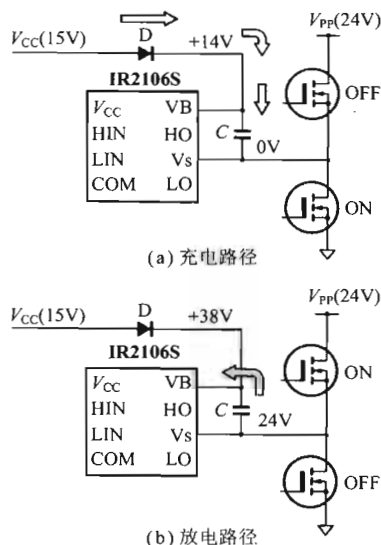 VPP(24V)
VCC(15V) D +14V
IR2106S
OFF
VCC VB
HIN HO C
LIN Vs 0V
COM LO
ON
(a) 充电路径
VPP(24V)
VCC(15V) D +38V
IR2106S
ON
VCC VB
HIN HO C
LIN Vs 24V
COM LO
OFF
(b) 放电路径